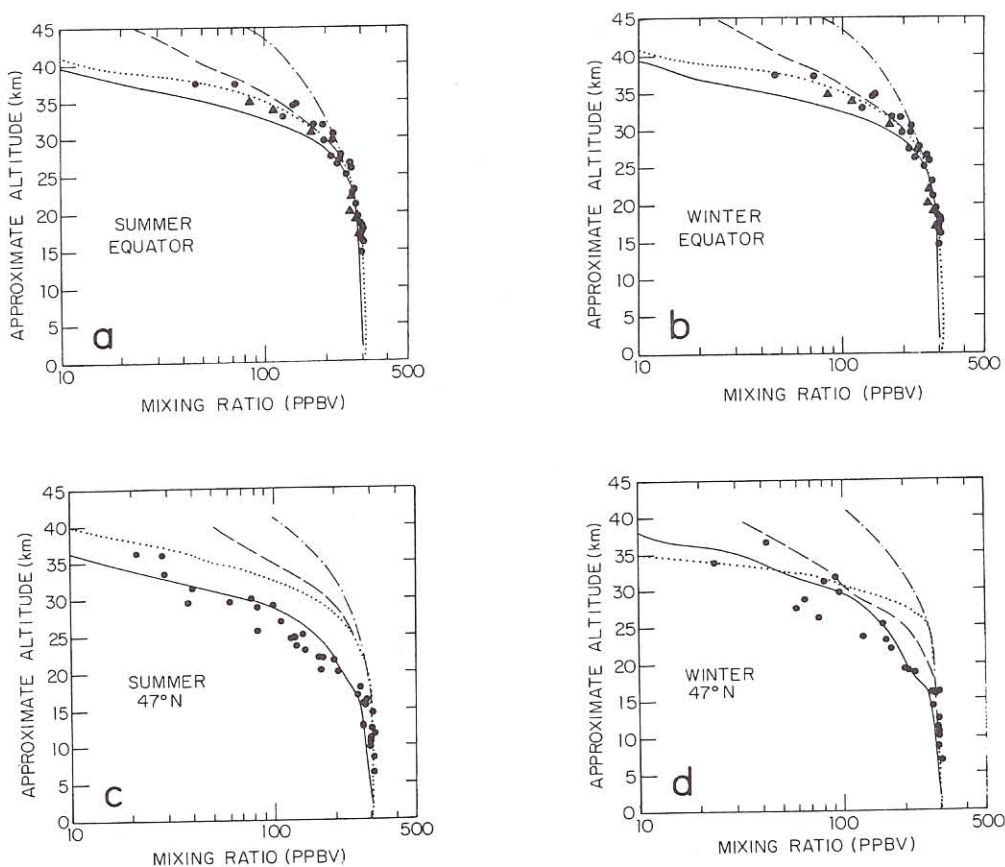 APPROXIMATE ALTITUDE (km)
45
40
35
30
25
20
15
10
5
0
SUMMER
EQUATOR
a
10
100
500
MIXING RATIO (PPBV)
APPROXIMATE ALTITUDE (km)
45
40
35
30
25
20
15
10
5
0
WINTER
EQUATOR
b
10
100
500
MIXING RATIO (PPBV)
APPROXIMATE ALTITUDE (km)
45
40
35
30
25
20
15
10
5
0
SUMMER
47°N
c
10
100
500
MIXING RATIO (PPBV)
APPROXIMATE ALTITUDE (km)
45
40
35
30
25
20
15
10
5
0
WINTER
47°N
d
10
100
500
MIXING RATIO (PPBV)